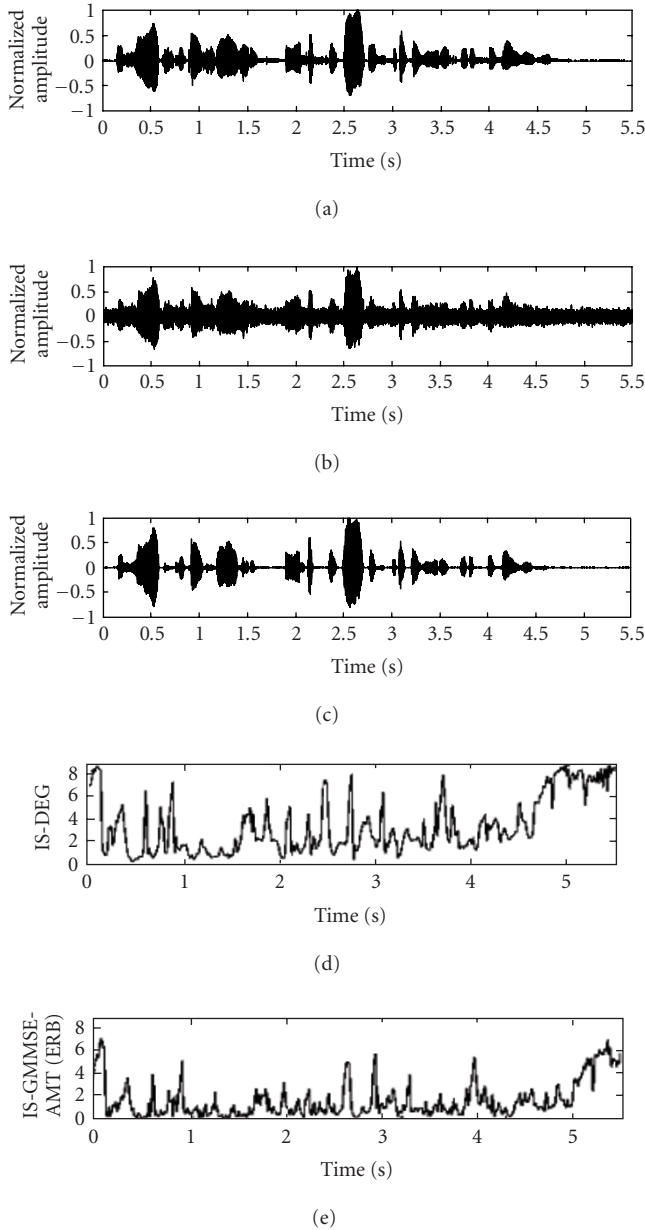 Normalized
amplitude
1
0.5
0
−0.5
−1
0 0.5 1 1.5 2 2.5 3 3.5 4 4.5 5 5.5
Time (s)
(a)
Normalized
amplitude
1
0.5
0
−0.5
−1
0 0.5 1 1.5 2 2.5 3 3.5 4 4.5 5 5.5
Time (s)
(b)
Normalized
amplitude
1
0.5
0
−0.5
−1
0 0.5 1 1.5 2 2.5 3 3.5 4 4.5 5 5.5
Time (s)
(c)
IS-DEG
8
6
4
2
0
0 1 2 3 4 5
Time (s)
(d)
IS-GMMSE-
AMT (ERB)
8
6
4
2
0
0 1 2 3 4 5
Time (s)
(e)